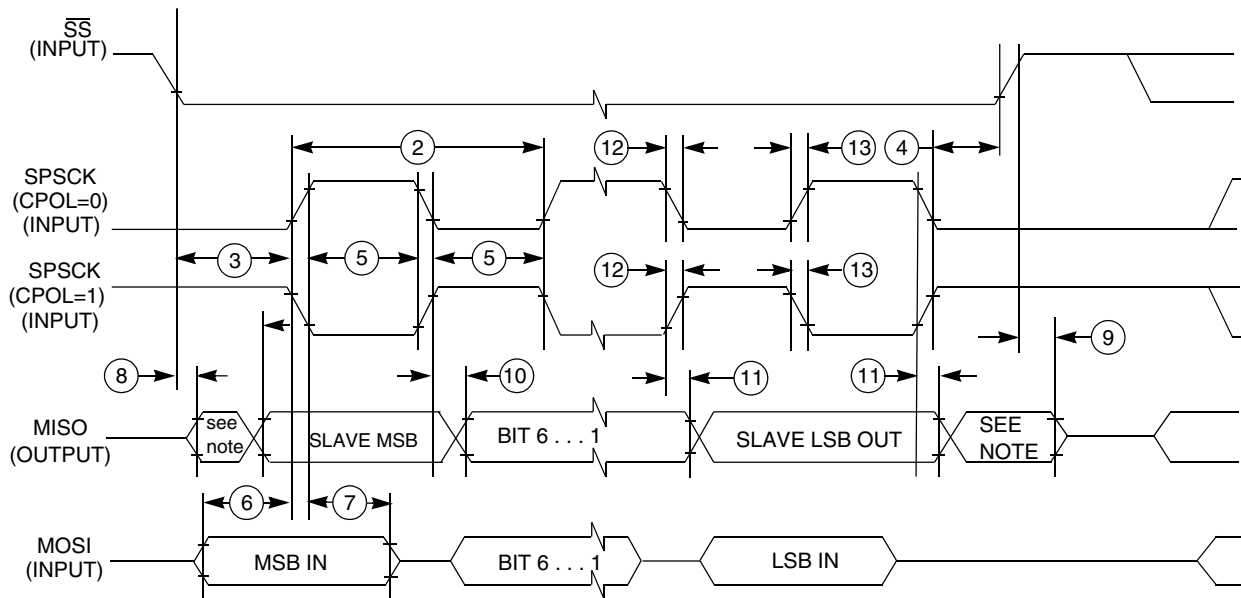 SS
(INPUT)
2
12
13
4
SPSCK
(CPOL=0)
(INPUT)
3
5
5
SPSCK
(CPOL=1)
(INPUT)
12
13
8
10
11
11
9
MISO
(OUTPUT)
see
note
SLAVE MSB
BIT 6 . . . 1
SLAVE LSB OUT
SEE
NOTE
6
7
MOSI
(INPUT)
MSB IN
BIT 6 . . . 1
LSB IN